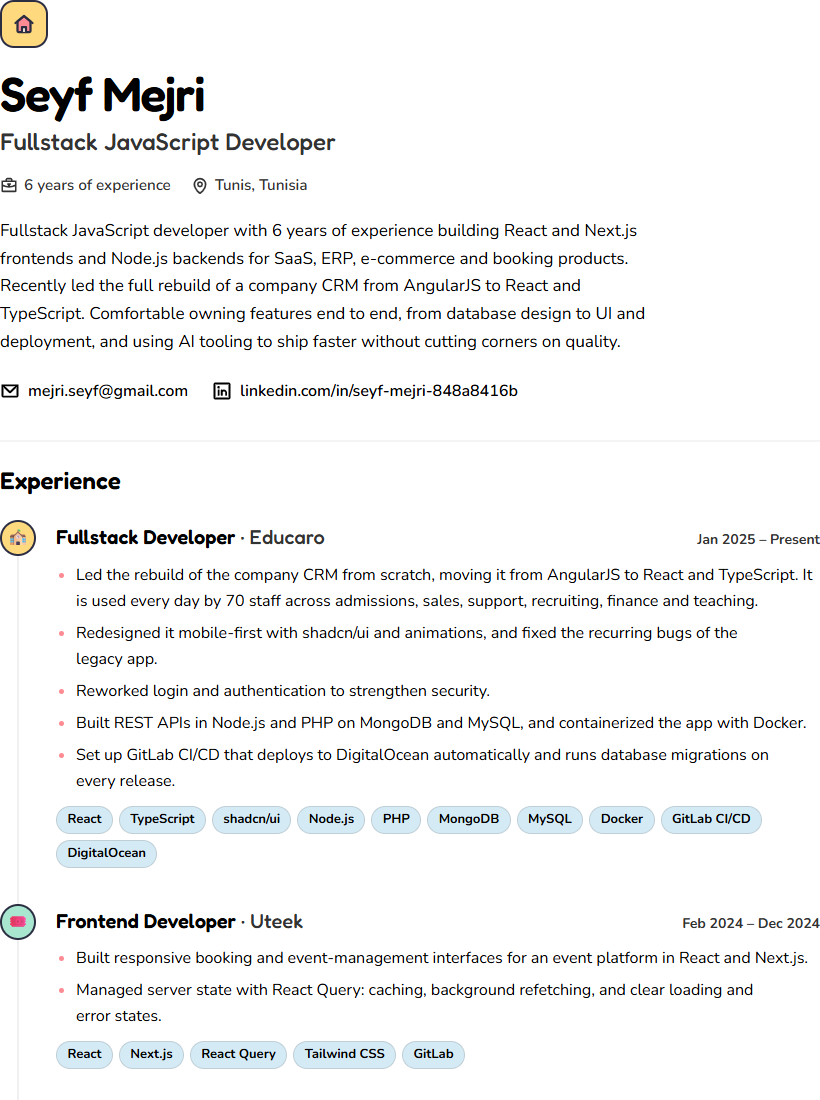 Seyf Mejri
Fullstack JavaScript Developer
6 years of experience Tunis, Tunisia
Fullstack JavaScript developer with 6 years of experience building React and Next.js
frontends and Node.js backends for SaaS, ERP, e-commerce and booking products.
Recently led the full rebuild of a company CRM from AngularJS to React and
TypeScript. Comfortable owning features end to end, from database design to UI and
deployment, and using AI tooling to ship faster without cutting corners on quality.
mejri.seyf@gmail.com linkedin.com/in/seyf-mejri-848a8416b
Experience
Fullstack Developer · Educaro Jan 2025 – Present
• Led the rebuild of the company CRM from scratch, moving it from AngularJS to React and TypeScript. It
is used every day by 70 staff across admissions, sales, support, recruiting, finance and teaching.
• Redesigned it mobile-first with shadcn/ui and animations, and fixed the recurring bugs of the
legacy app.
• Reworked login and authentication to strengthen security.
• Built REST APIs in Node.js and PHP on MongoDB and MySQL, and containerized the app with Docker.
• Set up GitLab CI/CD that deploys to DigitalOcean automatically and runs database migrations on
every release.
React TypeScript shadcn/ui Node.js PHP MongoDB MySQL Docker GitLab CI/CD
DigitalOcean
Frontend Developer · Uteek Feb 2024 – Dec 2024
• Built responsive booking and event-management interfaces for an event platform in React and Next.js.
• Managed server state with React Query: caching, background refetching, and clear loading and
error states.
React Next.js React Query Tailwind CSS GitLab